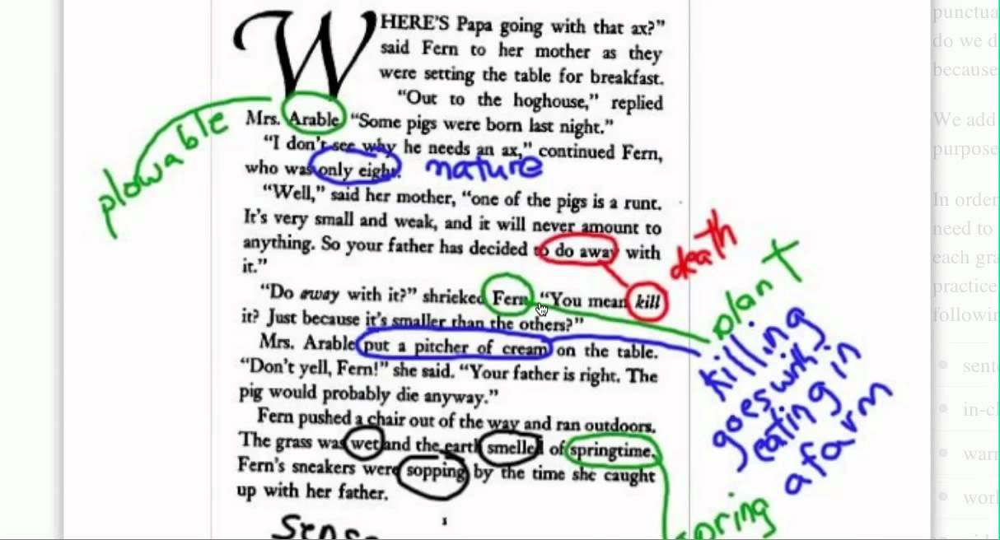 WHERE'S Papa going with that ax?"
said Fern to her mother as they
were setting the table for breakfast.
"Out to the hoghouse," replied
Mrs. Arable "Some pigs were born last night."
"I don't see why he needs an ax," continued Fern,
who was only eight.
mature
plowable
"Well," said her mother, "one of the pigs is a runt.
It's very small and weak, and it will never amount to
anything. So your father has decided to do away with
it."
death
"Do away with it?" shrieked Fern "You mean kill
it? Just because it's smaller than the others?"
plant
Mrs. Arable put a pitcher of cream on the table.
"Don't yell, Fern!" she said. "Your father is right. The
pig would probably die anyway."
killing
goes with
eating in
a farm
Fern pushed a chair out of the way and ran outdoors.
The grass was wet and the earth smelled of springtime.
Fern's sneakers were sopping by the time she caught
up with her father.
spring
1
Sens
punctua
do we d
because
We add
purpose
In order
need to
each gra
practice
followin
sent
in-cl
warr
worl